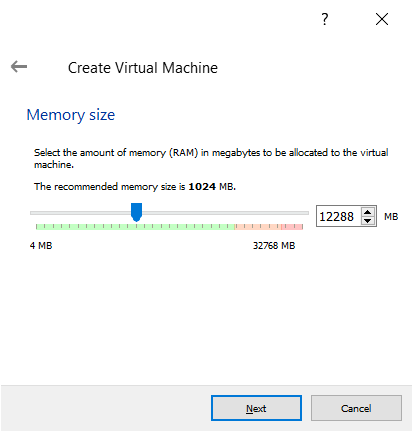 ?
Create Virtual Machine
Memory size
Select the amount of memory (RAM) in megabytes to be allocated to the virtual
machine.
The recommended memory size is 1024 MB.
12288 MB
4 MB 32768 MB
Next Cancel